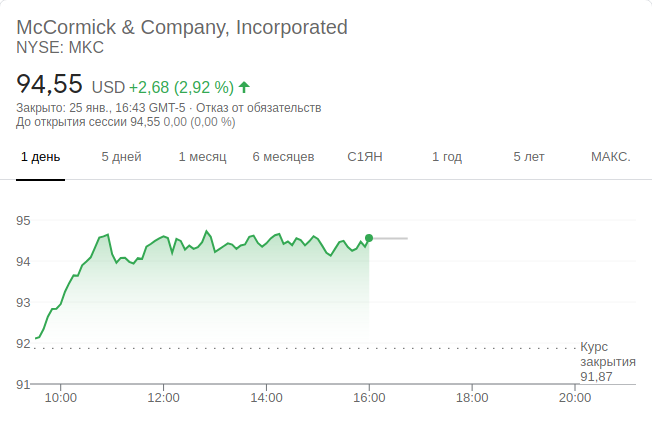 McCormick & Company, Incorporated
NYSE: MKC
94,55 USD +2,68 (2,92 %)
Закрыто: 25 янв., 16:43 GMT-5 · Отказ от обязательств
До открытия сессии 94,55 0,00 (0,00 %)
1 день 5 дней 1 месяц 6 месяцев С1ЯН 1 год 5 лет МАКС.
95
94
93
92
Курс
закрытия
91,87
91
10:00 12:00 14:00 16:00 18:00 20:00